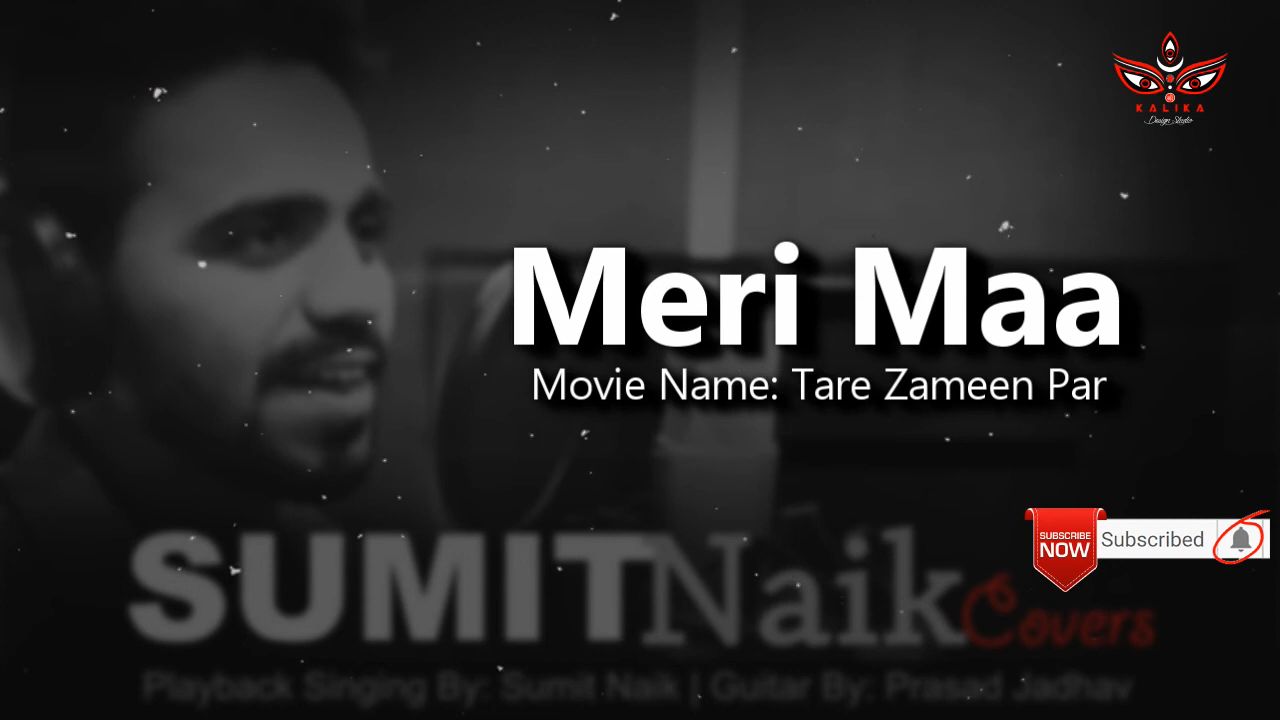 KALIKA
Design Studio
Meri Maa
Movie Name: Tare Zameen Par
SUBSCRIBE
NOW
Subscribed
SUMIT Naik Covers
Playback Singing By: Sumit Naik | Guitar By: Prasad Jadhav